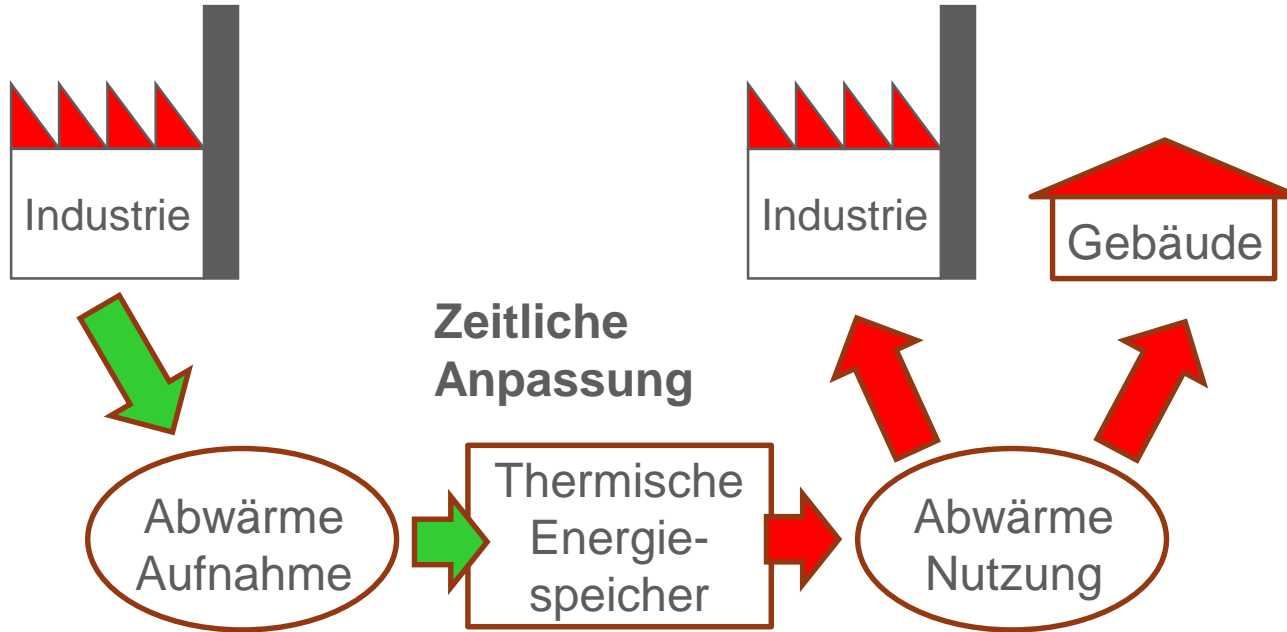 Industrie
Industrie
Gebäude
Zeitliche
Anpassung
Abwärme
Aufnahme
Thermische
Energie-
speicher
Abwärme
Nutzung